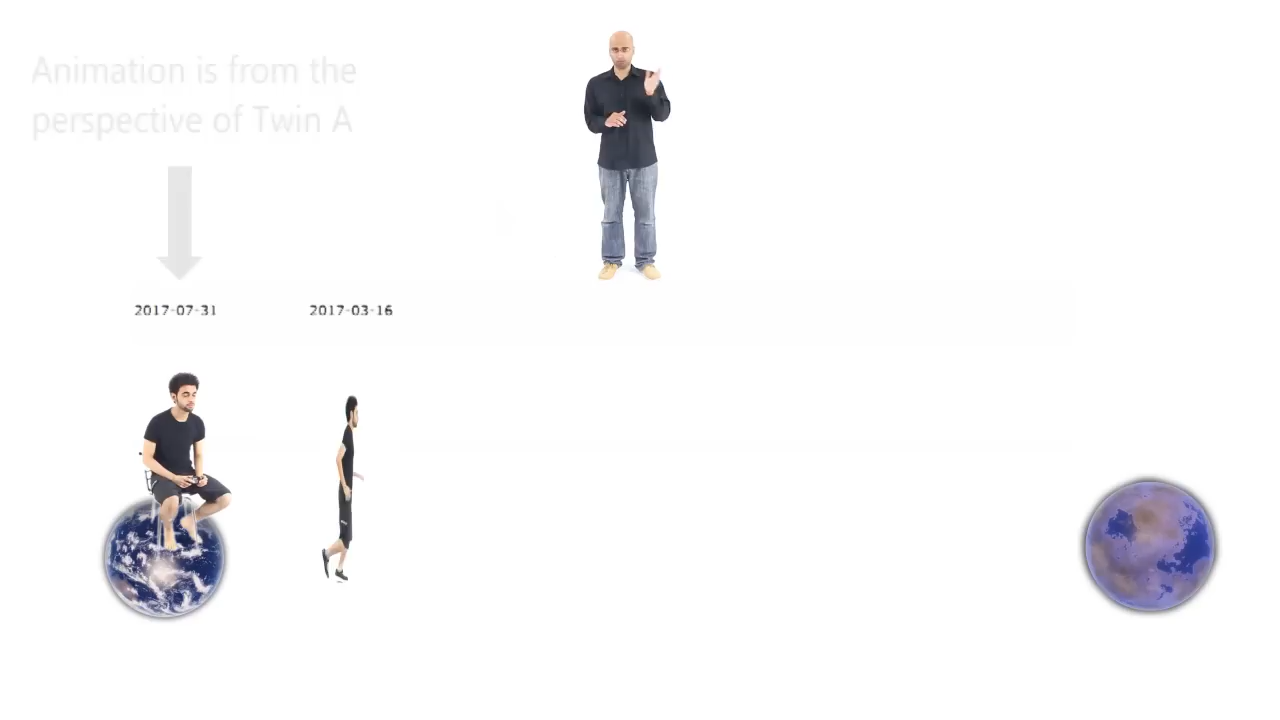 Animation is from the
perspective of Twin A
2017-07-31
2017-03-16